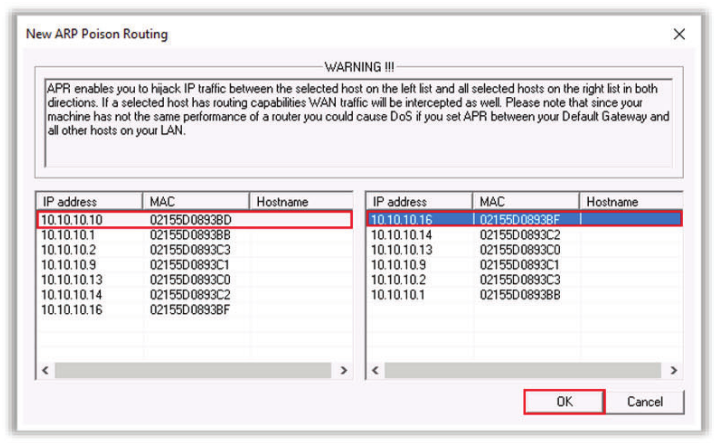 New ARP Poison Routing
WARNING !!!
APR enables you to hijack IP traffic between the selected host on the left list and all selected hosts on the right list in both
directions. If a selected host has routing capabilities WAN traffic will be intercepted as well. Please note that since your
machine has not the same performance of a router you could cause DoS if you set APR between your Default Gateway and
all other hosts on your LAN.
IP address MAC Hostname
10.10.10.10 02155D0893BD
10.10.10.1 02155D0893BB
10.10.10.2 02155D0893C3
10.10.10.9 02155D0893C1
10.10.10.13 02155D0893C0
10.10.10.14 02155D0893C2
10.10.10.16 02155D0893BF
IP address MAC Hostname
10.10.10.16 02155D0893BF
10.10.10.14 02155D0893C2
10.10.10.13 02155D0893C0
10.10.10.9 02155D0893C1
10.10.10.2 02155D0893C3
10.10.10.1 02155D0893BB
OK Cancel